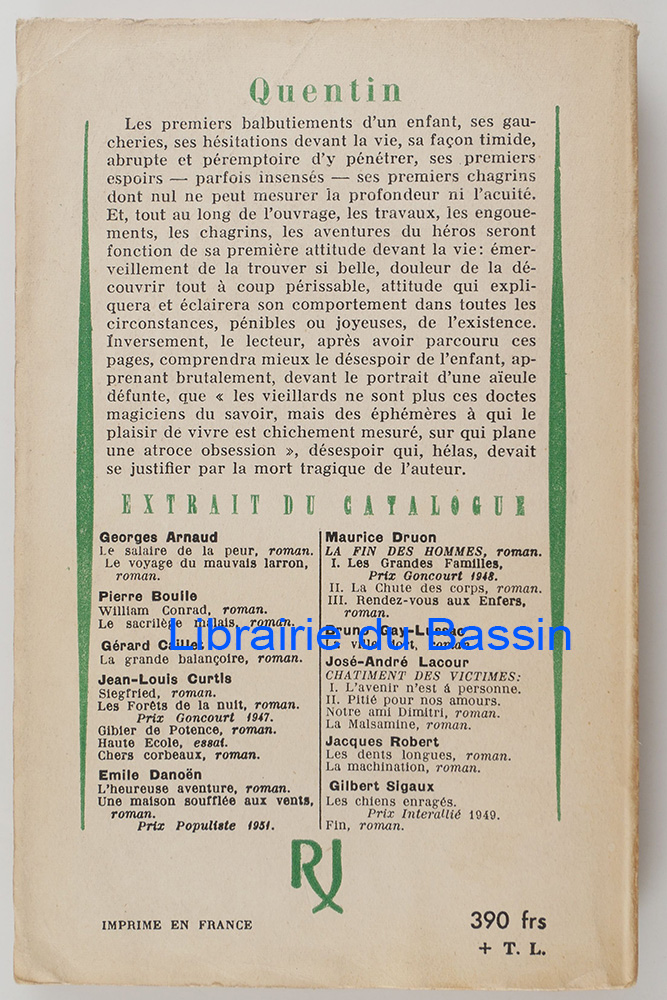 Quentin
Les premiers balbutiements d'un enfant, ses gau-
cheries, ses hésitations devant la vie, sa façon timide,
abrupte et péremptoire d'y pénétrer, ses premiers
espoirs — parfois insensés — ses premiers chagrins
dont nul ne peut mesurer la profondeur ni l'acuité.
Et, tout au long de l'ouvrage, les travaux, les engoue-
ments, les chagrins, les aventures du héros seront
fonction de sa première attitude devant la vie: émer-
veillement de la trouver si belle, douleur de la dé-
couvrir tout à coup périssable, attitude qui expli-
quera et éclairera son comportement dans toutes les
circonstances, pénibles ou joyeuses, de l'existence.
Inversement, le lecteur, après avoir parcouru ces
pages, comprendra mieux le désespoir de l'enfant, ap-
prenant brutalement, devant le portrait d'une aïeule
défunte, que « les vieillards ne sont plus ces doctes
magiciens du savoir, mais des éphémères à qui le
plaisir de vivre est chichement mesuré, sur qui plane
une atroce obsession », désespoir qui, hélas, devait
se justifier par la mort tragique de l'auteur.
EXTRAIT DU CATALOGUE
Georges Arnaud
Le salaire de la peur, roman.
Le voyage du mauvais larron,
roman.
Pierre Boulle
William Conrad, roman.
Le sacrilège malais, roman.
Gérard Caillet
La grande balançoire, roman.
Jean-Louis Curtis
Siegfried, roman.
Les Forêts de la nuit, roman.
Prix Goncourt 1947.
Gibier de Potence, roman.
Haute Ecole, essai.
Chers corbeaux, roman.
Emile Danoën
L'heureuse aventure, roman.
Une maison soufflée aux vents,
roman.
Prix Populiste 1951.
Maurice Druon
LA FIN DES HOMMES, roman.
I. Les Grandes Familles,
Prix Goncourt 1948.
II. La Chute des corps, roman.
III. Rendez-vous aux Enfers,
roman.
Bruno Gay-Lussac
La ville dort, roman.
José-André Lacour
CHATIMENT DES VICTIMES:
I. L'avenir n'est à personne.
II. Pitié pour nos amours.
Notre ami Dimitri, roman.
La Malsamine, roman.
Jacques Robert
Les dents longues, roman.
La machination, roman.
Gilbert Sigaux
Les chiens enragés.
Prix Interallié 1949.
Fin, roman.
Librairie du Bassin
RJ
IMPRIME EN FRANCE
390 frs
+ T. L.